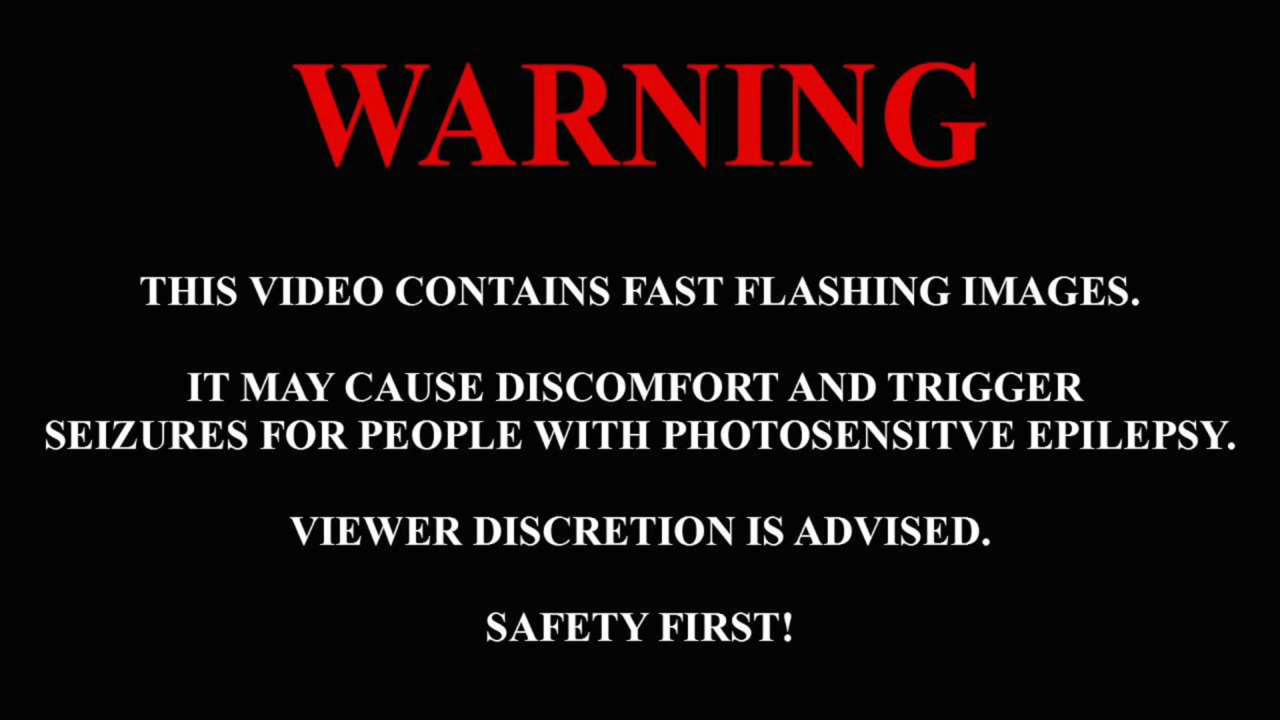 WARNING
THIS VIDEO CONTAINS FAST FLASHING IMAGES.
IT MAY CAUSE DISCOMFORT AND TRIGGER
SEIZURES FOR PEOPLE WITH PHOTOSENSITVE EPILEPSY.
VIEWER DISCRETION IS ADVISED.
SAFETY FIRST!